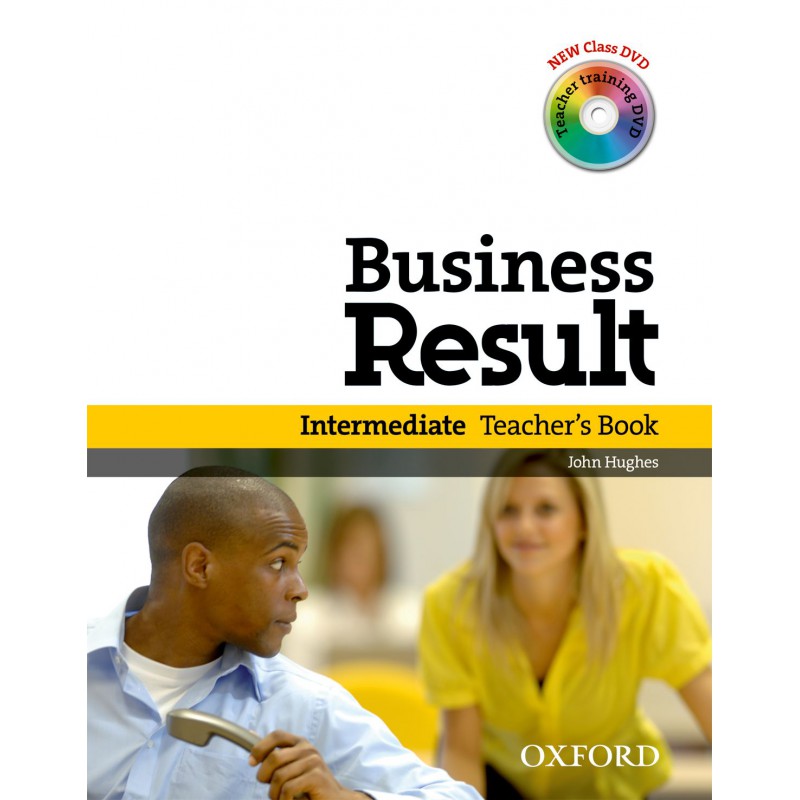 NEW Class DVD
Teacher training DVD
Business
Result
Intermediate Teacher's Book
John Hughes
OXFORD